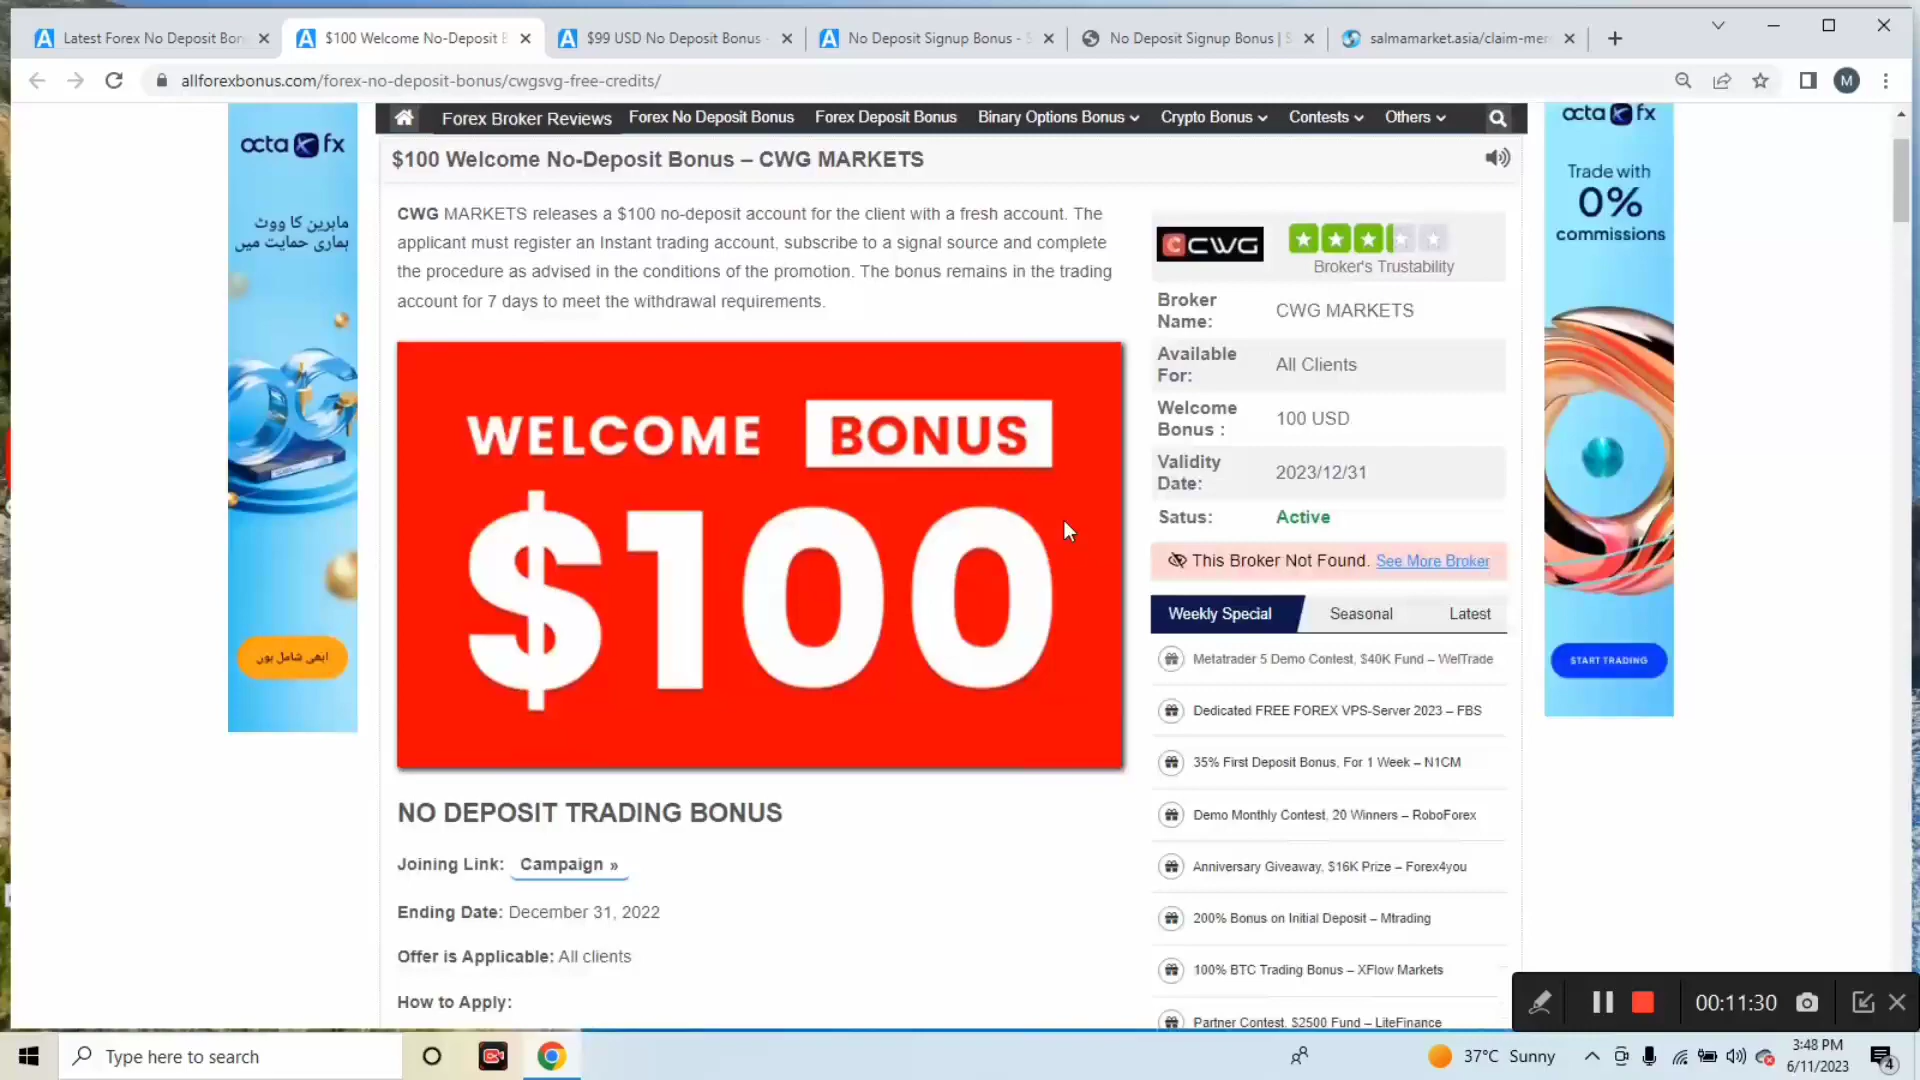 Latest Forex No Deposit Bon
$100 Welcome No-Deposit B
$99 USD No Deposit Bonus -
No Deposit Signup Bonus - $
No Deposit Signup Bonus | S
salmamarket.asia/claim-mer
allforexbonus.com/forex-no-deposit-bonus/cwgsvg-free-credits/
M
Forex Broker Reviews
Forex No Deposit Bonus
Forex Deposit Bonus
Binary Options Bonus
Crypto Bonus
Contests
Others
octa fx
ماہرین کا ووٹ
ہماری حمایت میں
ابھی شامل ہوں
$100 Welcome No-Deposit Bonus – CWG MARKETS
CWG MARKETS releases a $100 no-deposit account for the client with a fresh account. The
applicant must register an Instant trading account, subscribe to a signal source and complete
the procedure as advised in the conditions of the promotion. The bonus remains in the trading
account for 7 days to meet the withdrawal requirements.
WELCOME BONUS
$100
NO DEPOSIT TRADING BONUS
Joining Link: Campaign »
Ending Date: December 31, 2022
Offer is Applicable: All clients
How to Apply:
CWG
Broker's Trustability
Broker Name: CWG MARKETS
Available For: All Clients
Welcome Bonus : 100 USD
Validity Date: 2023/12/31
Satus: Active
This Broker Not Found. See More Broker
Weekly Special
Seasonal
Latest
Metatrader 5 Demo Contest, $40K Fund – WelTrade
Dedicated FREE FOREX VPS-Server 2023 – FBS
35% First Deposit Bonus, For 1 Week – N1CM
Demo Monthly Contest, 20 Winners – RoboForex
Anniversary Giveaway, $16K Prize – Forex4you
200% Bonus on Initial Deposit – Mtrading
100% BTC Trading Bonus – XFlow Markets
Partner Contest, $2500 Fund – LiteFinance
octa fx
Trade with
0%
commissions
START TRADING
00:11:30
Type here to search
37°C Sunny
3:48 PM
6/11/2023
4